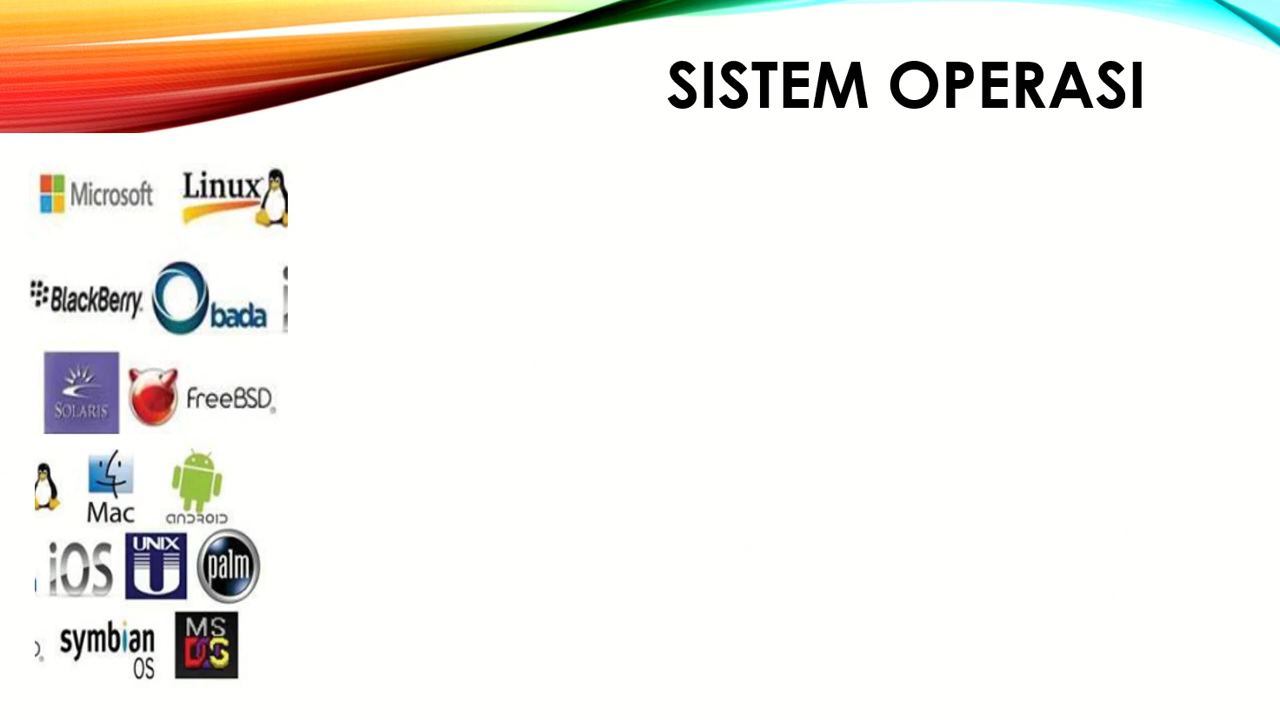 SISTEM OPERASI
Microsoft Linux
BlackBerry bada
SOLARIS FreeBSD
Mac ANDROID
iOS UNIX palm
symbian MS
OS DOS